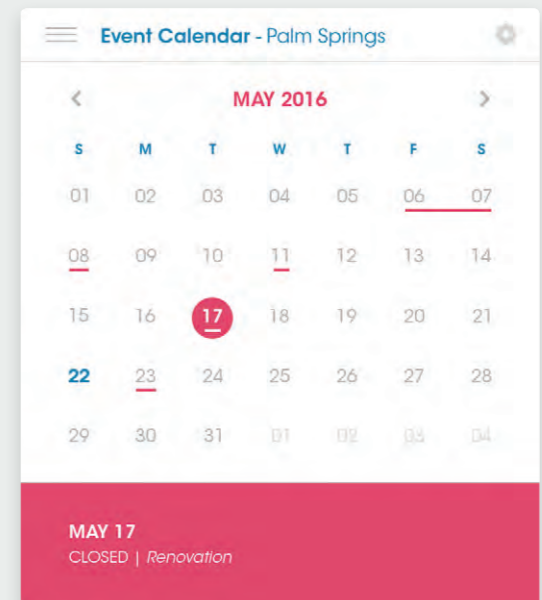 Event Calendar - Palm Springs
MAY 2016
S M T W T F S
01 02 03 04 05 06 07
08 09 10 11 12 13 14
15 16 17 18 19 20 21
22 23 24 25 26 27 28
29 30 31 01 02 03 04
MAY 17
CLOSED | Renovation